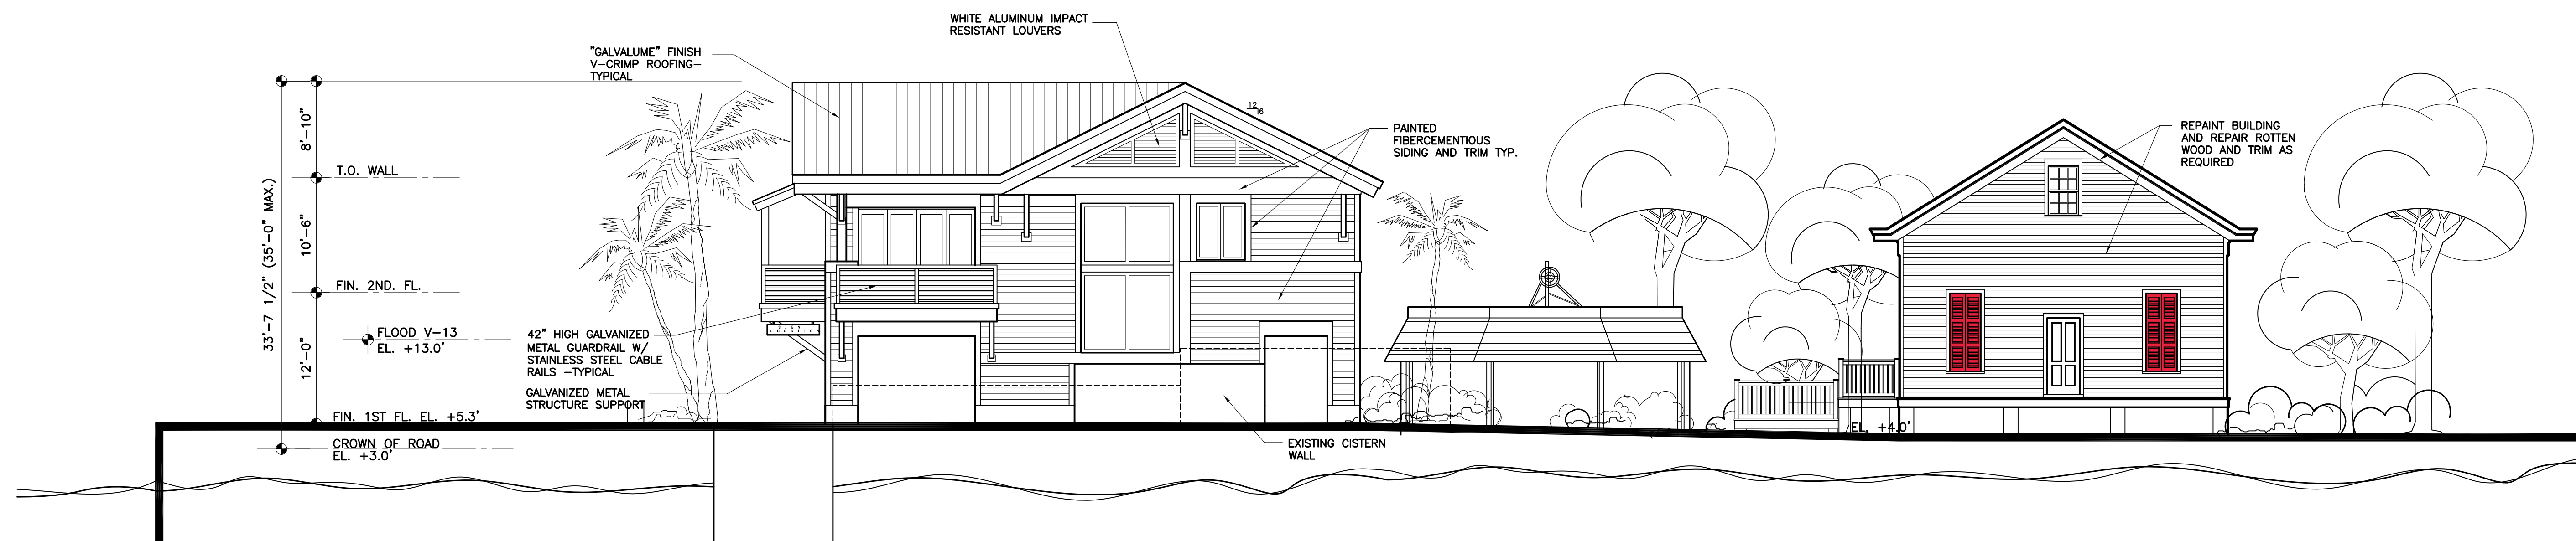 WHITE ALUMINUM IMPACT
RESISTANT LOUVERS
"GALVALUME" FINISH
V-CRIMP ROOFING-
TYPICAL
12
6
8'-10"
T.O. WALL
PAINTED
FIBERCEMENTIOUS
SIDING AND TRIM TYP.
REPAINT BUILDING
AND REPAIR ROTTEN
WOOD AND TRIM AS
REQUIRED
33'-7 1/2" (35'-0" MAX.)
10'-6"
FIN. 2ND. FL.
FLOOD V-13
EL. +13.0'
12'-0"
SIGN
LOCATION
42" HIGH GALVANIZED
METAL GUARDRAIL W/
STAINLESS STEEL CABLE
RAILS -TYPICAL
GALVANIZED METAL
STRUCTURE SUPPORT
FIN. 1ST FL. EL. +5.3'
CROWN OF ROAD
EL. +3.0'
EXISTING CISTERN
WALL
EL. +4.0'